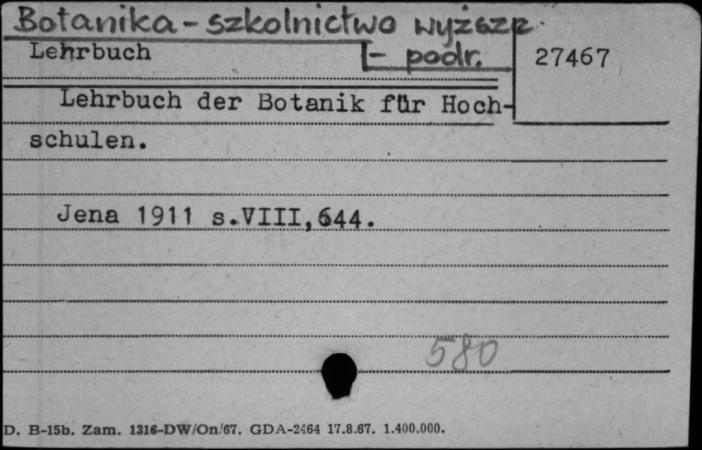 Botanika - szkolnictwo wyższe
- podr.
Lehrbuch
27467
Lehrbuch der Botanik für Hoch-
schulen.
Jena 1911 s.VIII,644.
580
D. B-15b. Zam. 1316-DW/On/67. GDA-2464 17.8.67. 1.400.000.